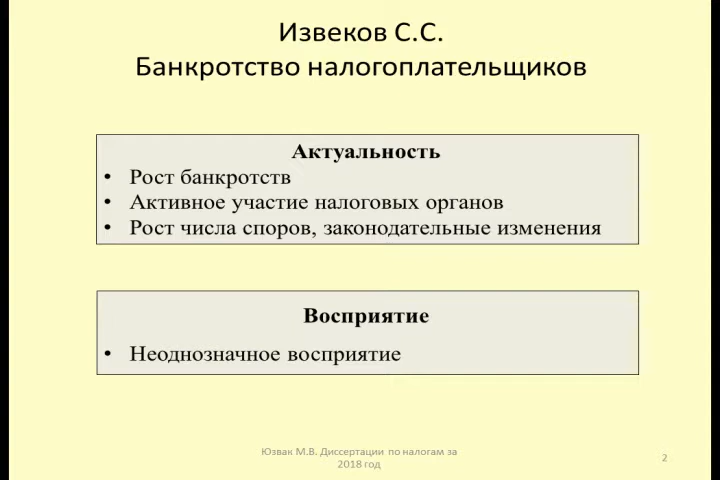 Извеков С.С.
Банкротство налогоплательщиков
Актуальность
• Рост банкротств
• Активное участие налоговых органов
• Рост числа споров, законодательные изменения
Восприятие
• Неоднозначное восприятие
Юзвак М.В. Диссертации по налогам за
2018 год
2